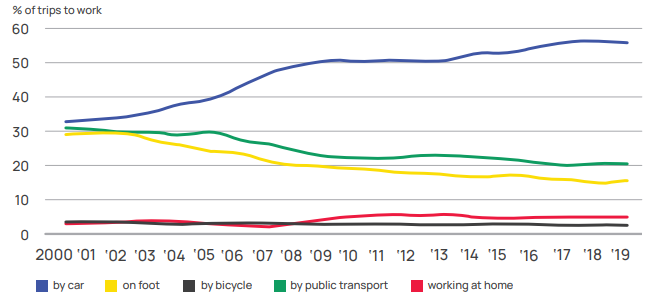 % of trips to work
60
50
40
30
20
10
0
2000 '01 '02 '03 '04 '05 '06 '07 '08 '09 '10 '11 '12 '13 '14 '15 '16 '17 '18 '19
by car on foot by bicycle by public transport working at home